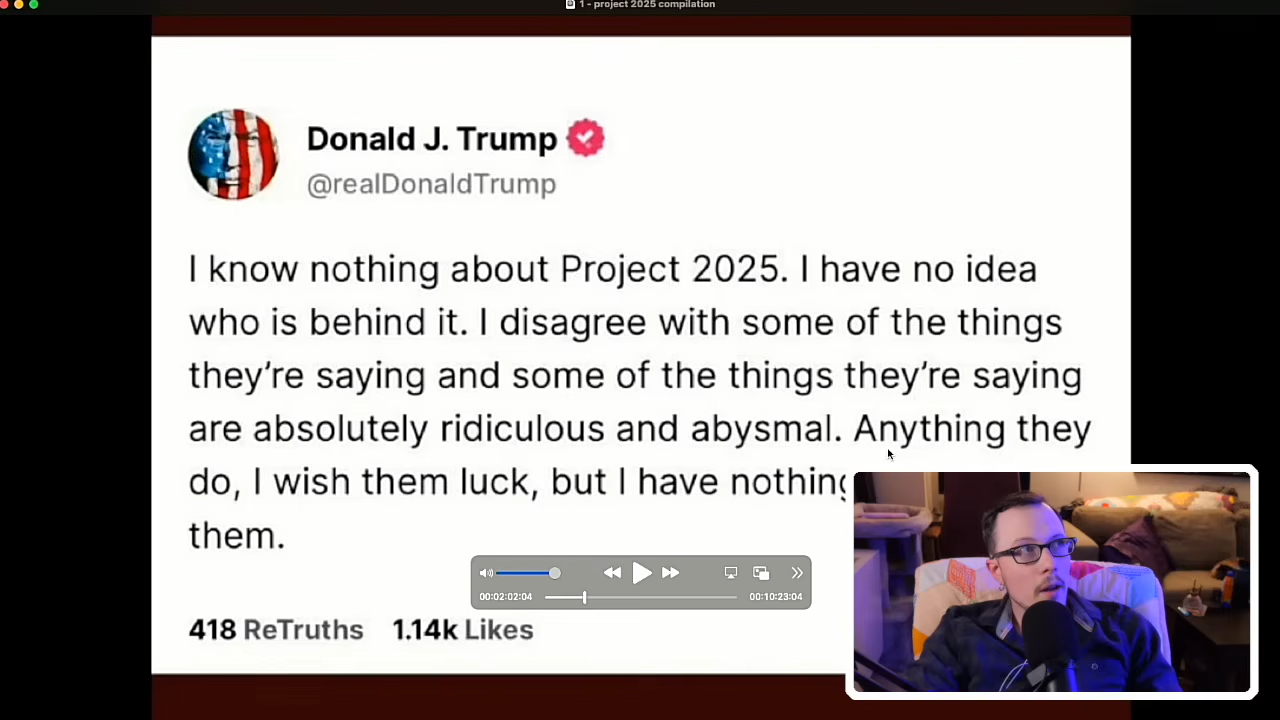 1 - project 2025 compilation
Donald J. Trump
@realDonaldTrump
I know nothing about Project 2025. I have no idea
who is behind it. I disagree with some of the things
they’re saying and some of the things they’re saying
are absolutely ridiculous and abysmal. Anything they
do, I wish them luck, but I have nothing
them.
00:02:02:04
00:10:23:04
418 ReTruths 1.14k Likes